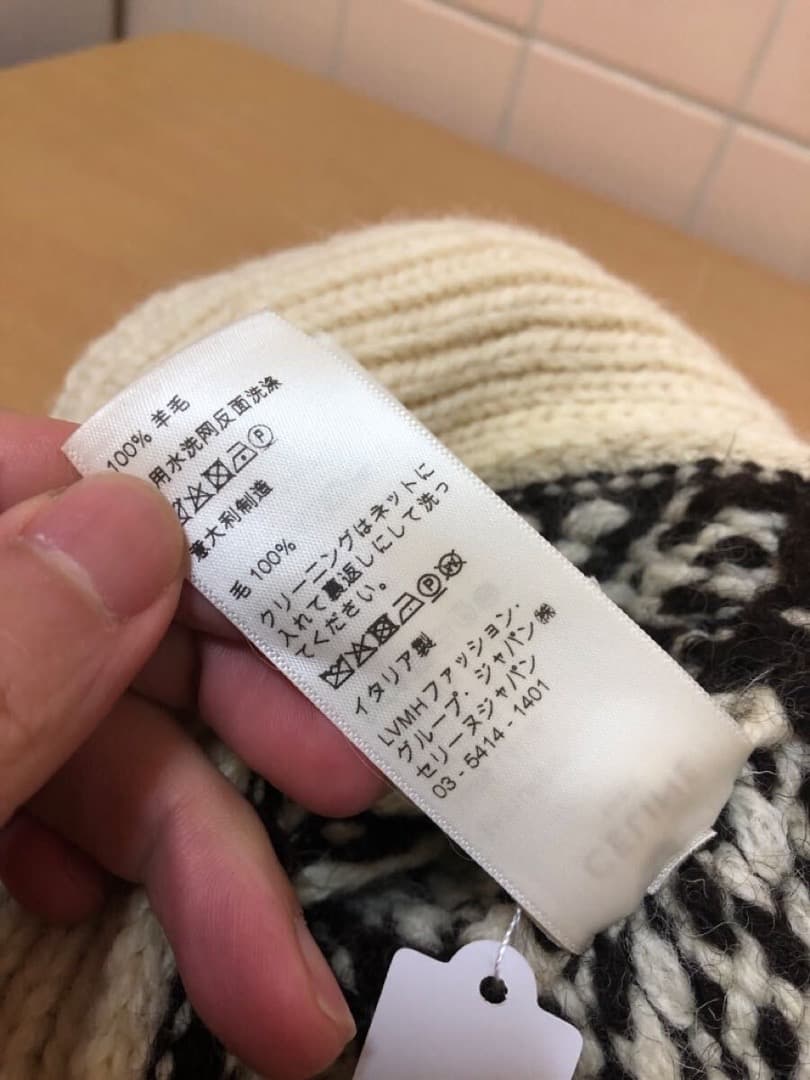 100% 羊毛
用水洗网反面洗涤
意大利制造
毛 100%
クリーニングはネットに
入れて裏返しにして洗っ
てください。
イタリア製
LVMHファッション・
グループ・ジャパン㈱
セリーヌジャパン
03 - 5414 - 1401